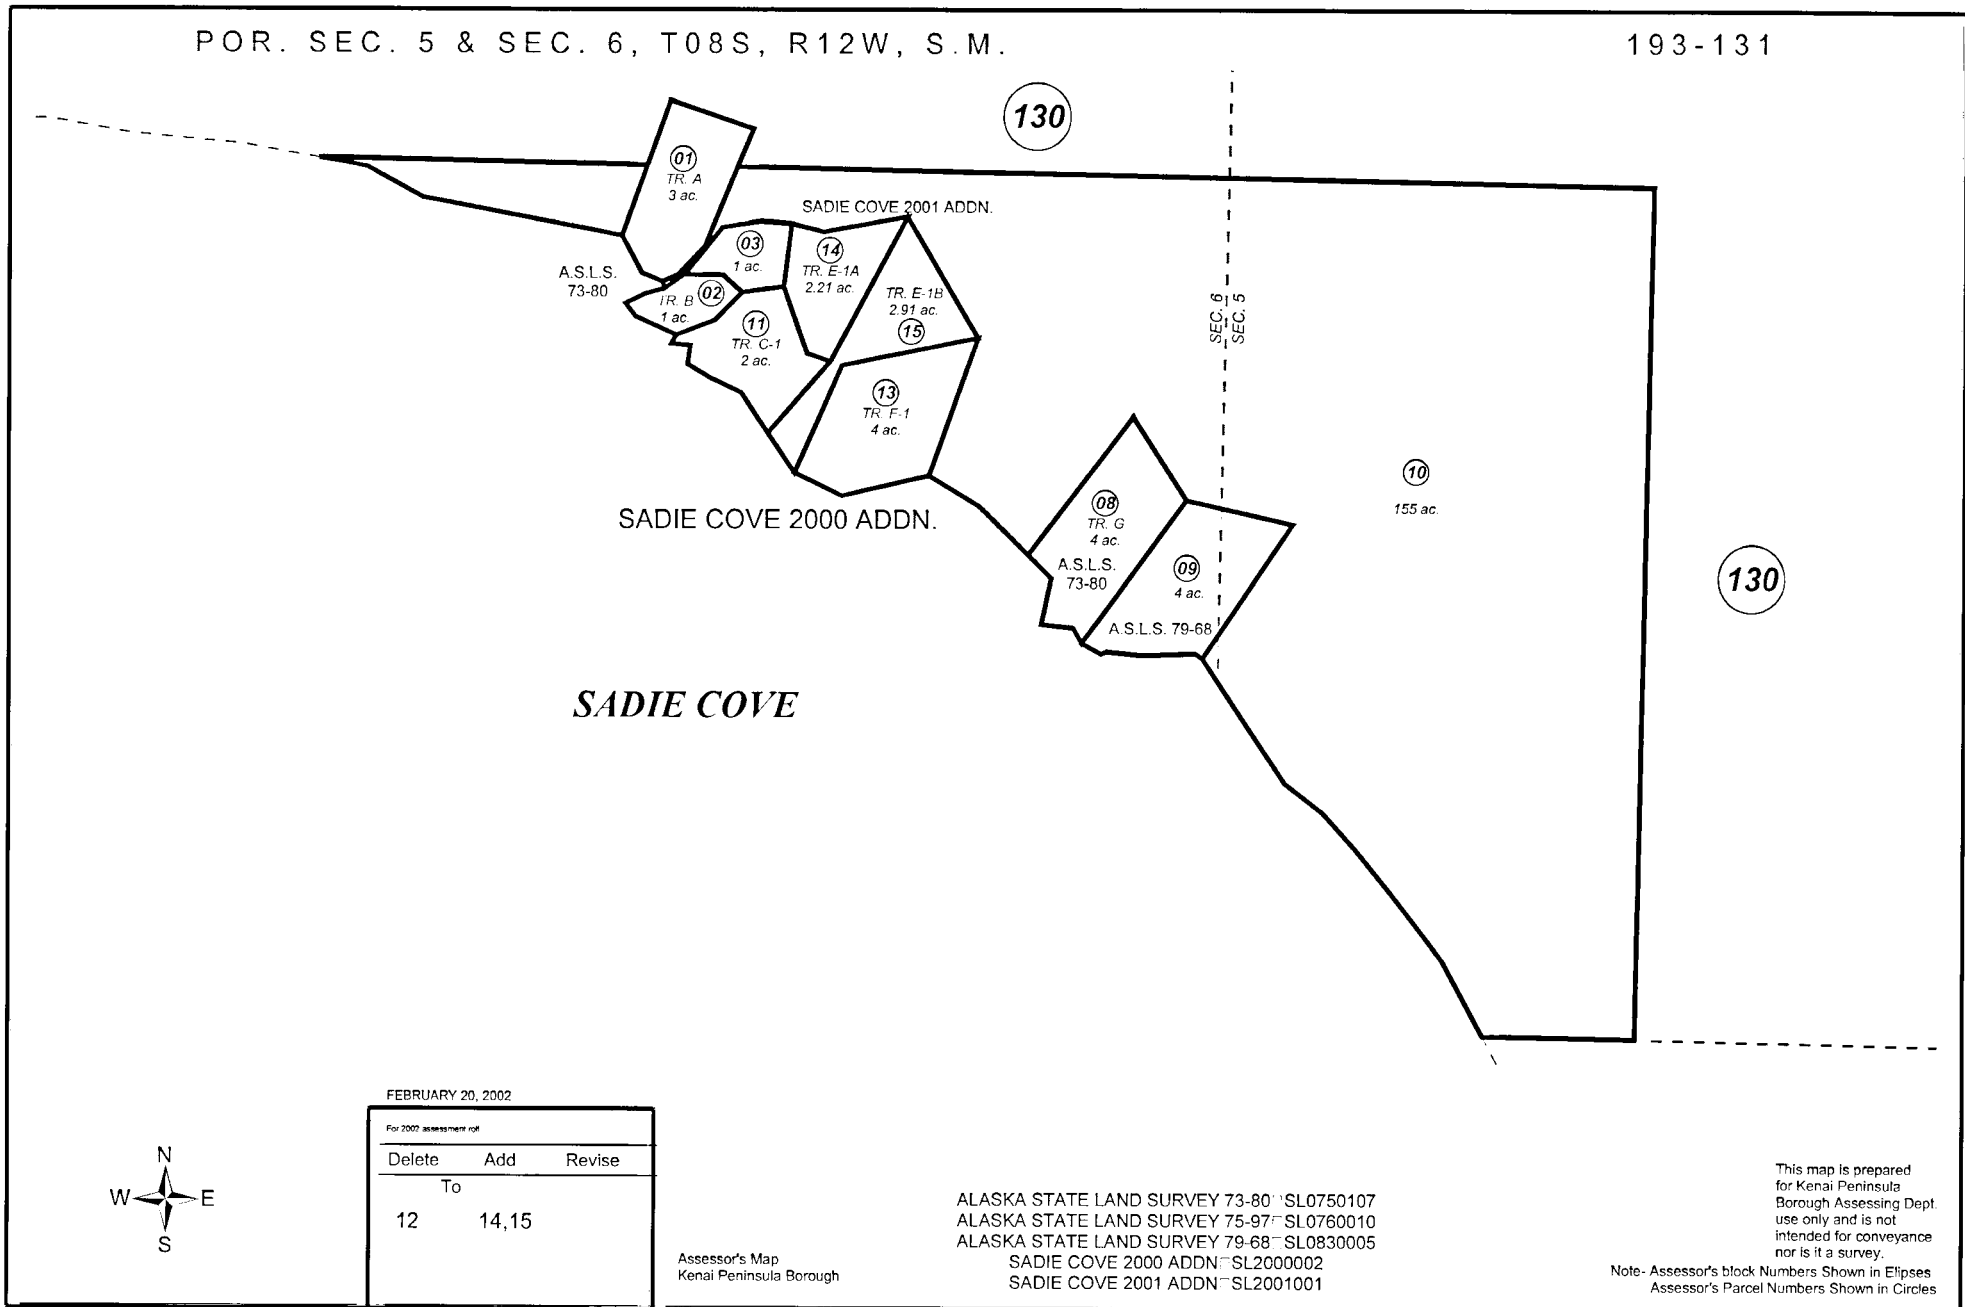 POR. SEC. 5 & SEC. 6, T08S, R12W, S.M.
193-131
130
01
TR. A
3 ac.
SADIE COVE 2001 ADDN.
03
1 ac.
14
TR. E-1A
2.21 ac.
A.S.L.S.
73-80
TR. B
02
1 ac.
TR. E-1B
2.91 ac.
15
11
TR. C-1
2 ac.
SEC. 6
SEC. 5
13
TR. F-1
4 ac.
10
155 ac.
SADIE COVE 2000 ADDN.
08
TR. G
4 ac.
A.S.L.S.
73-80
09
4 ac.
A.S.L.S. 79-68
130
SADIE COVE
FEBRUARY 20, 2002
For 2002 assessment roll
Delete Add Revise
To
12 14,15
N
W E
S
Assessor's Map
Kenai Peninsula Borough
ALASKA STATE LAND SURVEY 73-80 SL0750107
ALASKA STATE LAND SURVEY 75-97 SL0760010
ALASKA STATE LAND SURVEY 79-68 SL0830005
SADIE COVE 2000 ADDN SL2000002
SADIE COVE 2001 ADDN SL2001001
This map is prepared
for Kenai Peninsula
Borough Assessing Dept.
use only and is not
intended for conveyance
nor is it a survey.
Note- Assessor's block Numbers Shown in Elipses
Assessor's Parcel Numbers Shown in Circles